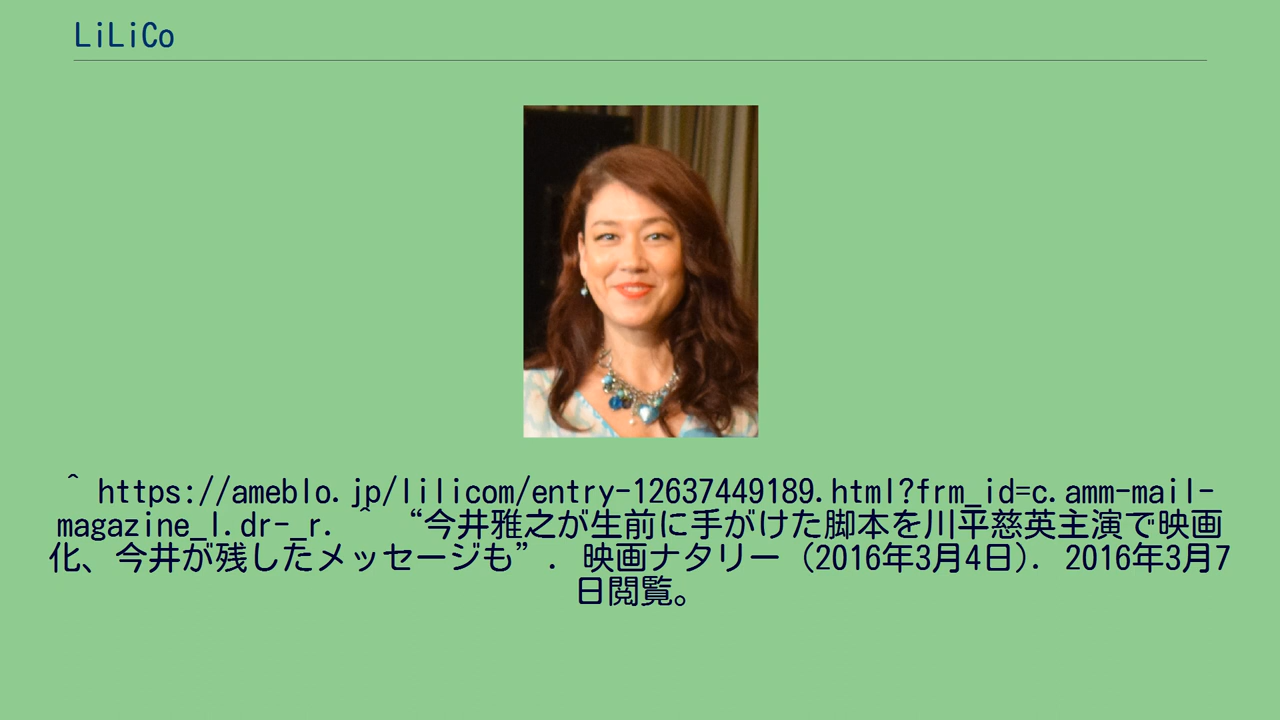 LiLiCo
^ https://ameblo.jp/lilicom/entry-12637449189.html?frm_id=c.amm-mail-
magazine_l.dr-_r. ^ “今井雅之が生前に手がけた脚本を川平慈英主演で映画
化、今井が残したメッセージも”. 映画ナタリー (2016年3月4日). 2016年3月7
日閲覧。